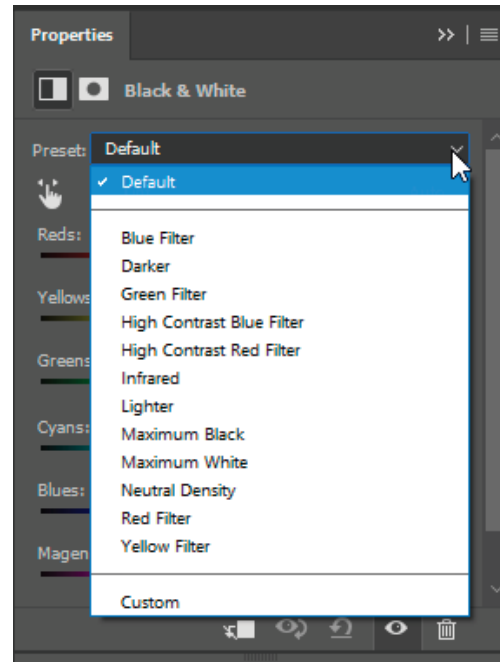 Properties
Black & White
Preset: Default
Default
Reds:
Blue Filter
Darker
Yellows
Green Filter
High Contrast Blue Filter
High Contrast Red Filter
Greens
Infrared
Lighter
Cyans:
Maximum Black
Maximum White
Blues:
Neutral Density
Red Filter
Yellow Filter
Magen
Custom